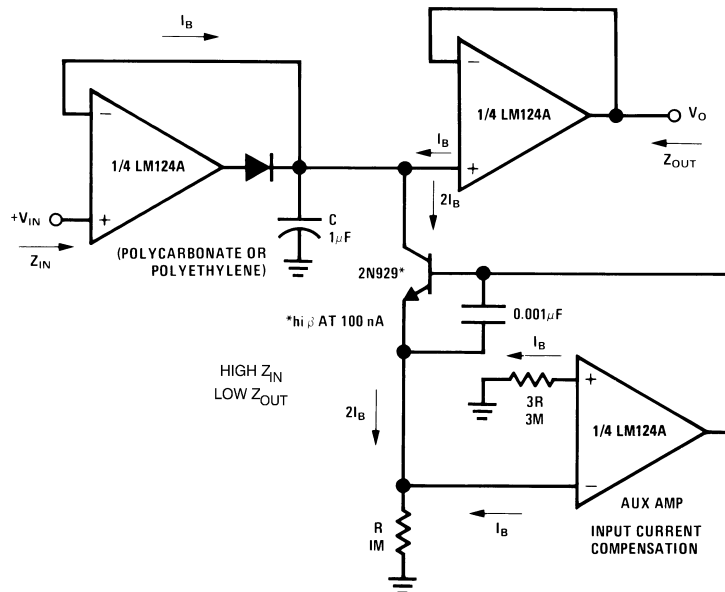 I_B
1/4 LM124A
−
+
+V_IN
Z_IN
C
1μF
(POLYCARBONATE OR
POLYETHYLENE)
1/4 LM124A
−
+
I_B
V_O
Z_OUT
2I_B
2N929*
*hi β AT 100 nA
0.001μF
HIGH Z_IN
LOW Z_OUT
I_B
3R
3M
+
−
1/4 LM124A
2I_B
R
1M
I_B
AUX AMP
INPUT CURRENT
COMPENSATION